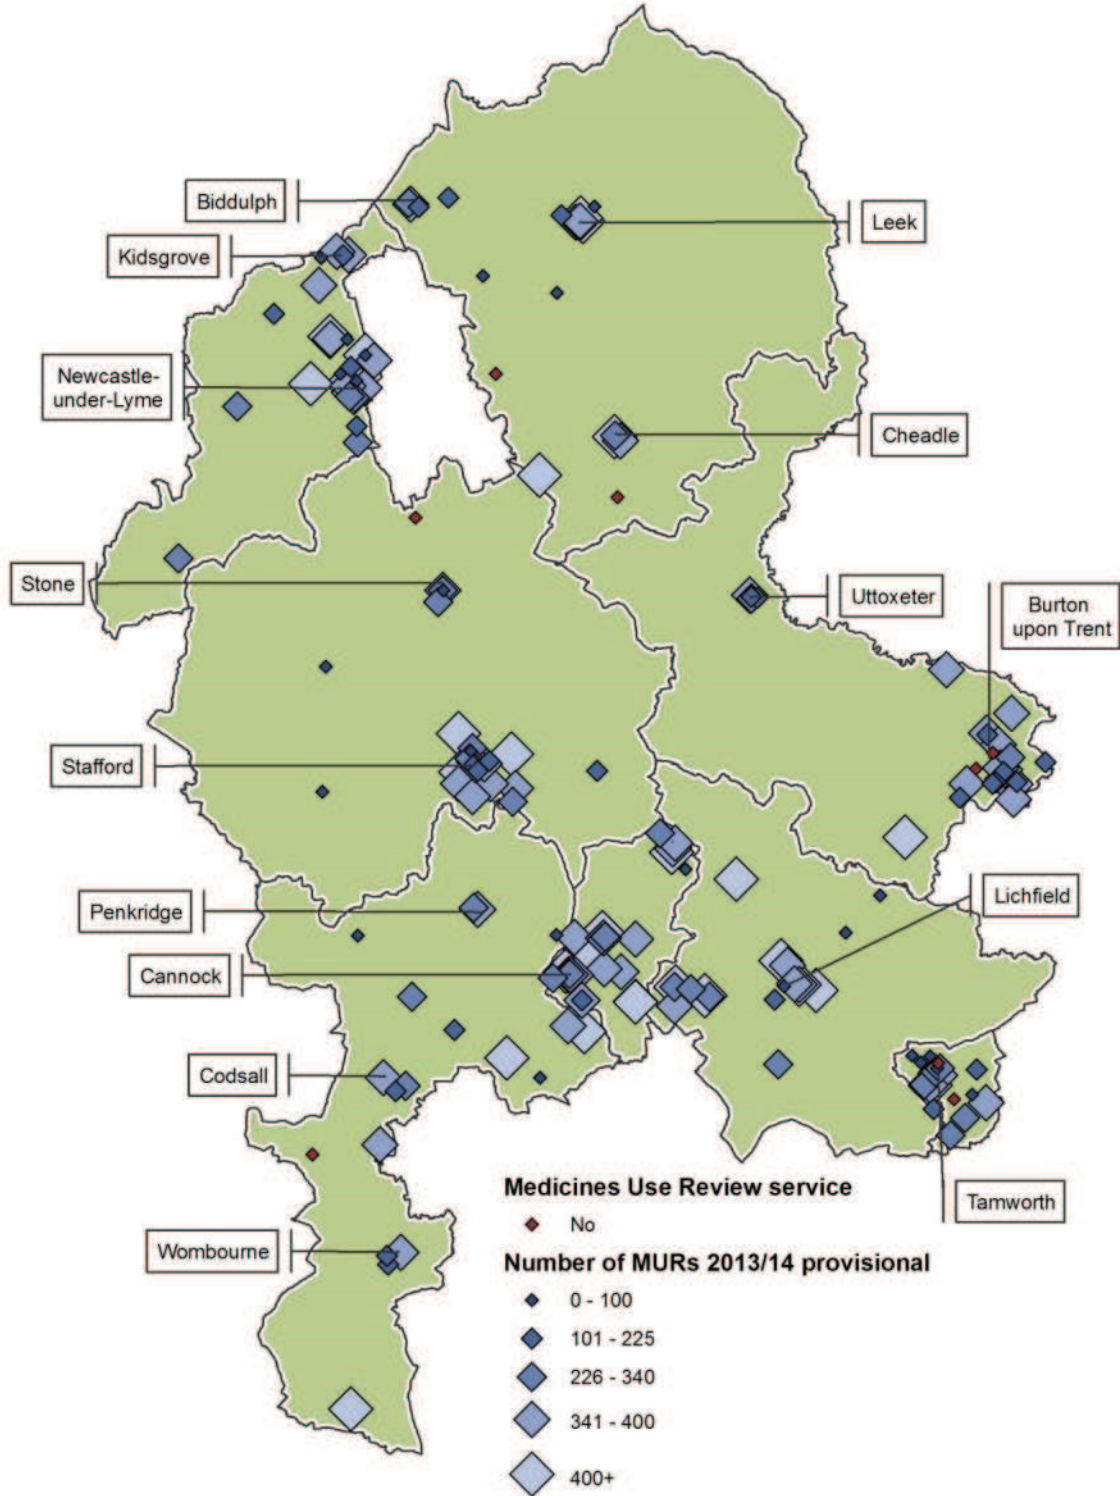 Biddulph
Leek
Kidsgrove
Newcastle-
under-Lyme
Cheadle
Stone
Uttoxeter
Burton
upon Trent
Stafford
Penkridge
Lichfield
Cannock
Codsall
Tamworth
Wombourne
Medicines Use Review service
No
Number of MURs 2013/14 provisional
0 - 100
101 - 225
226 - 340
341 - 400
400+